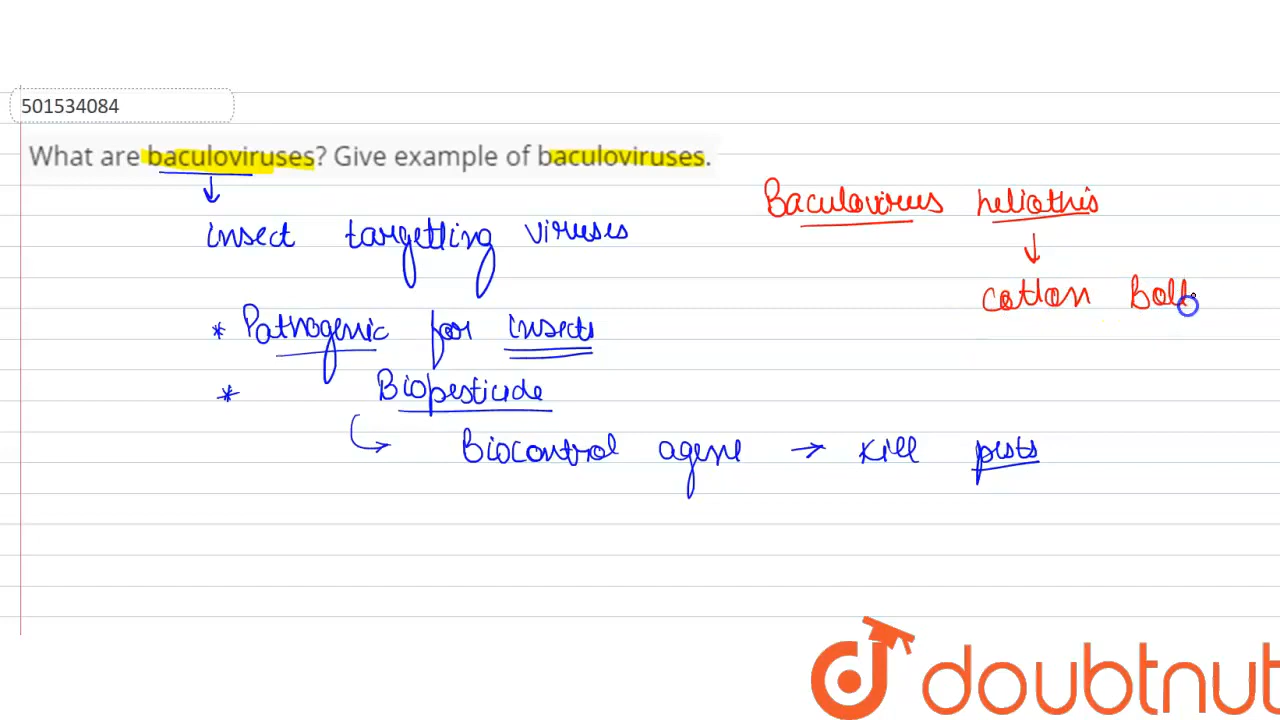 501534084
What are baculoviruses? Give example of baculoviruses.
Baculovirus heliothis
insect targetting viruses
cotton Boll
* Pathogenic for insects
* Biopesticide
Biocontrol agent → kill pests
doubtnut